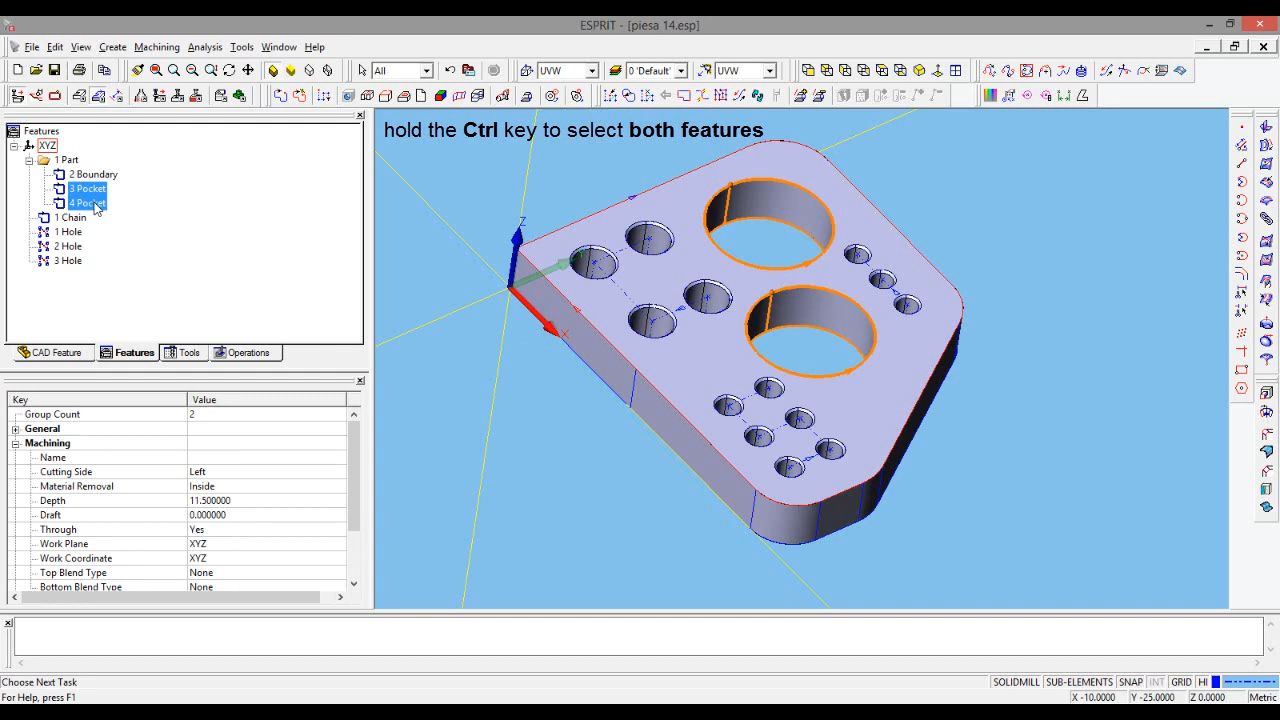 ESPRIT - [piesa 14.esp]
File Edit View Create Machining Analysis Tools Window Help
All
UVW
0 'Default'
UVW
hold the Ctrl key to select both features
Features
XYZ
1 Part
2 Boundary
3 Pocket
4 Pocket
1 Chain
1 Hole
2 Hole
3 Hole
CAD Feature Features Tools Operations
Key Value
Group Count 2
General
Machining
Name
Cutting Side Left
Material Removal Inside
Depth 11.500000
Draft 0.000000
Through Yes
Work Plane XYZ
Work Coordinate XYZ
Top Blend Type None
Bottom Blend Type None
Z
X
Choose Next Task
SOLIDMILL SUB-ELEMENTS SNAP INT GRID HI
For Help, press F1
X -10.0000 Y -25.0000 Z 0.0000 Metric